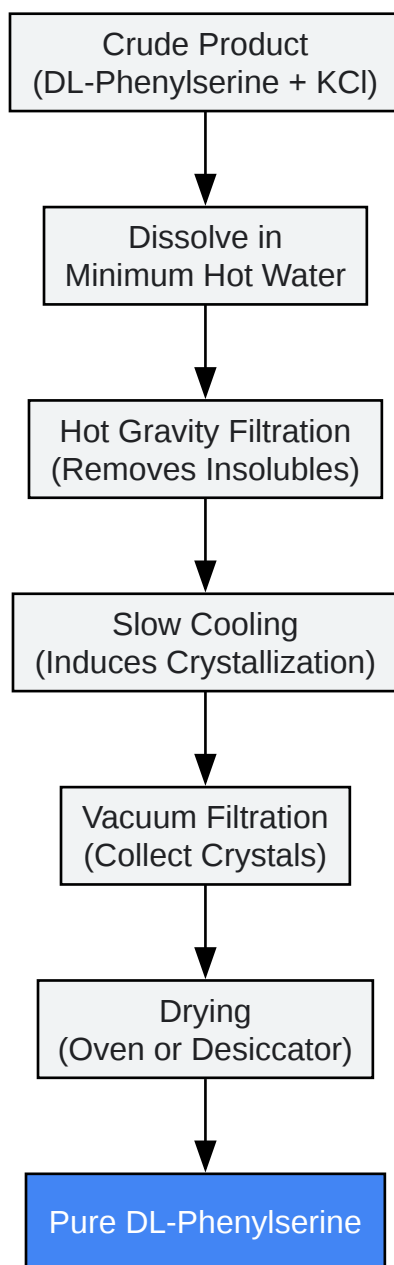 Crude Product
(DL-Phenylserine + KCl)
Dissolve in
Minimum Hot Water
Hot Gravity Filtration
(Removes Insolubles)
Slow Cooling
(Induces Crystallization)
Vacuum Filtration
(Collect Crystals)
Drying
(Oven or Desiccator)
Pure DL-Phenylserine